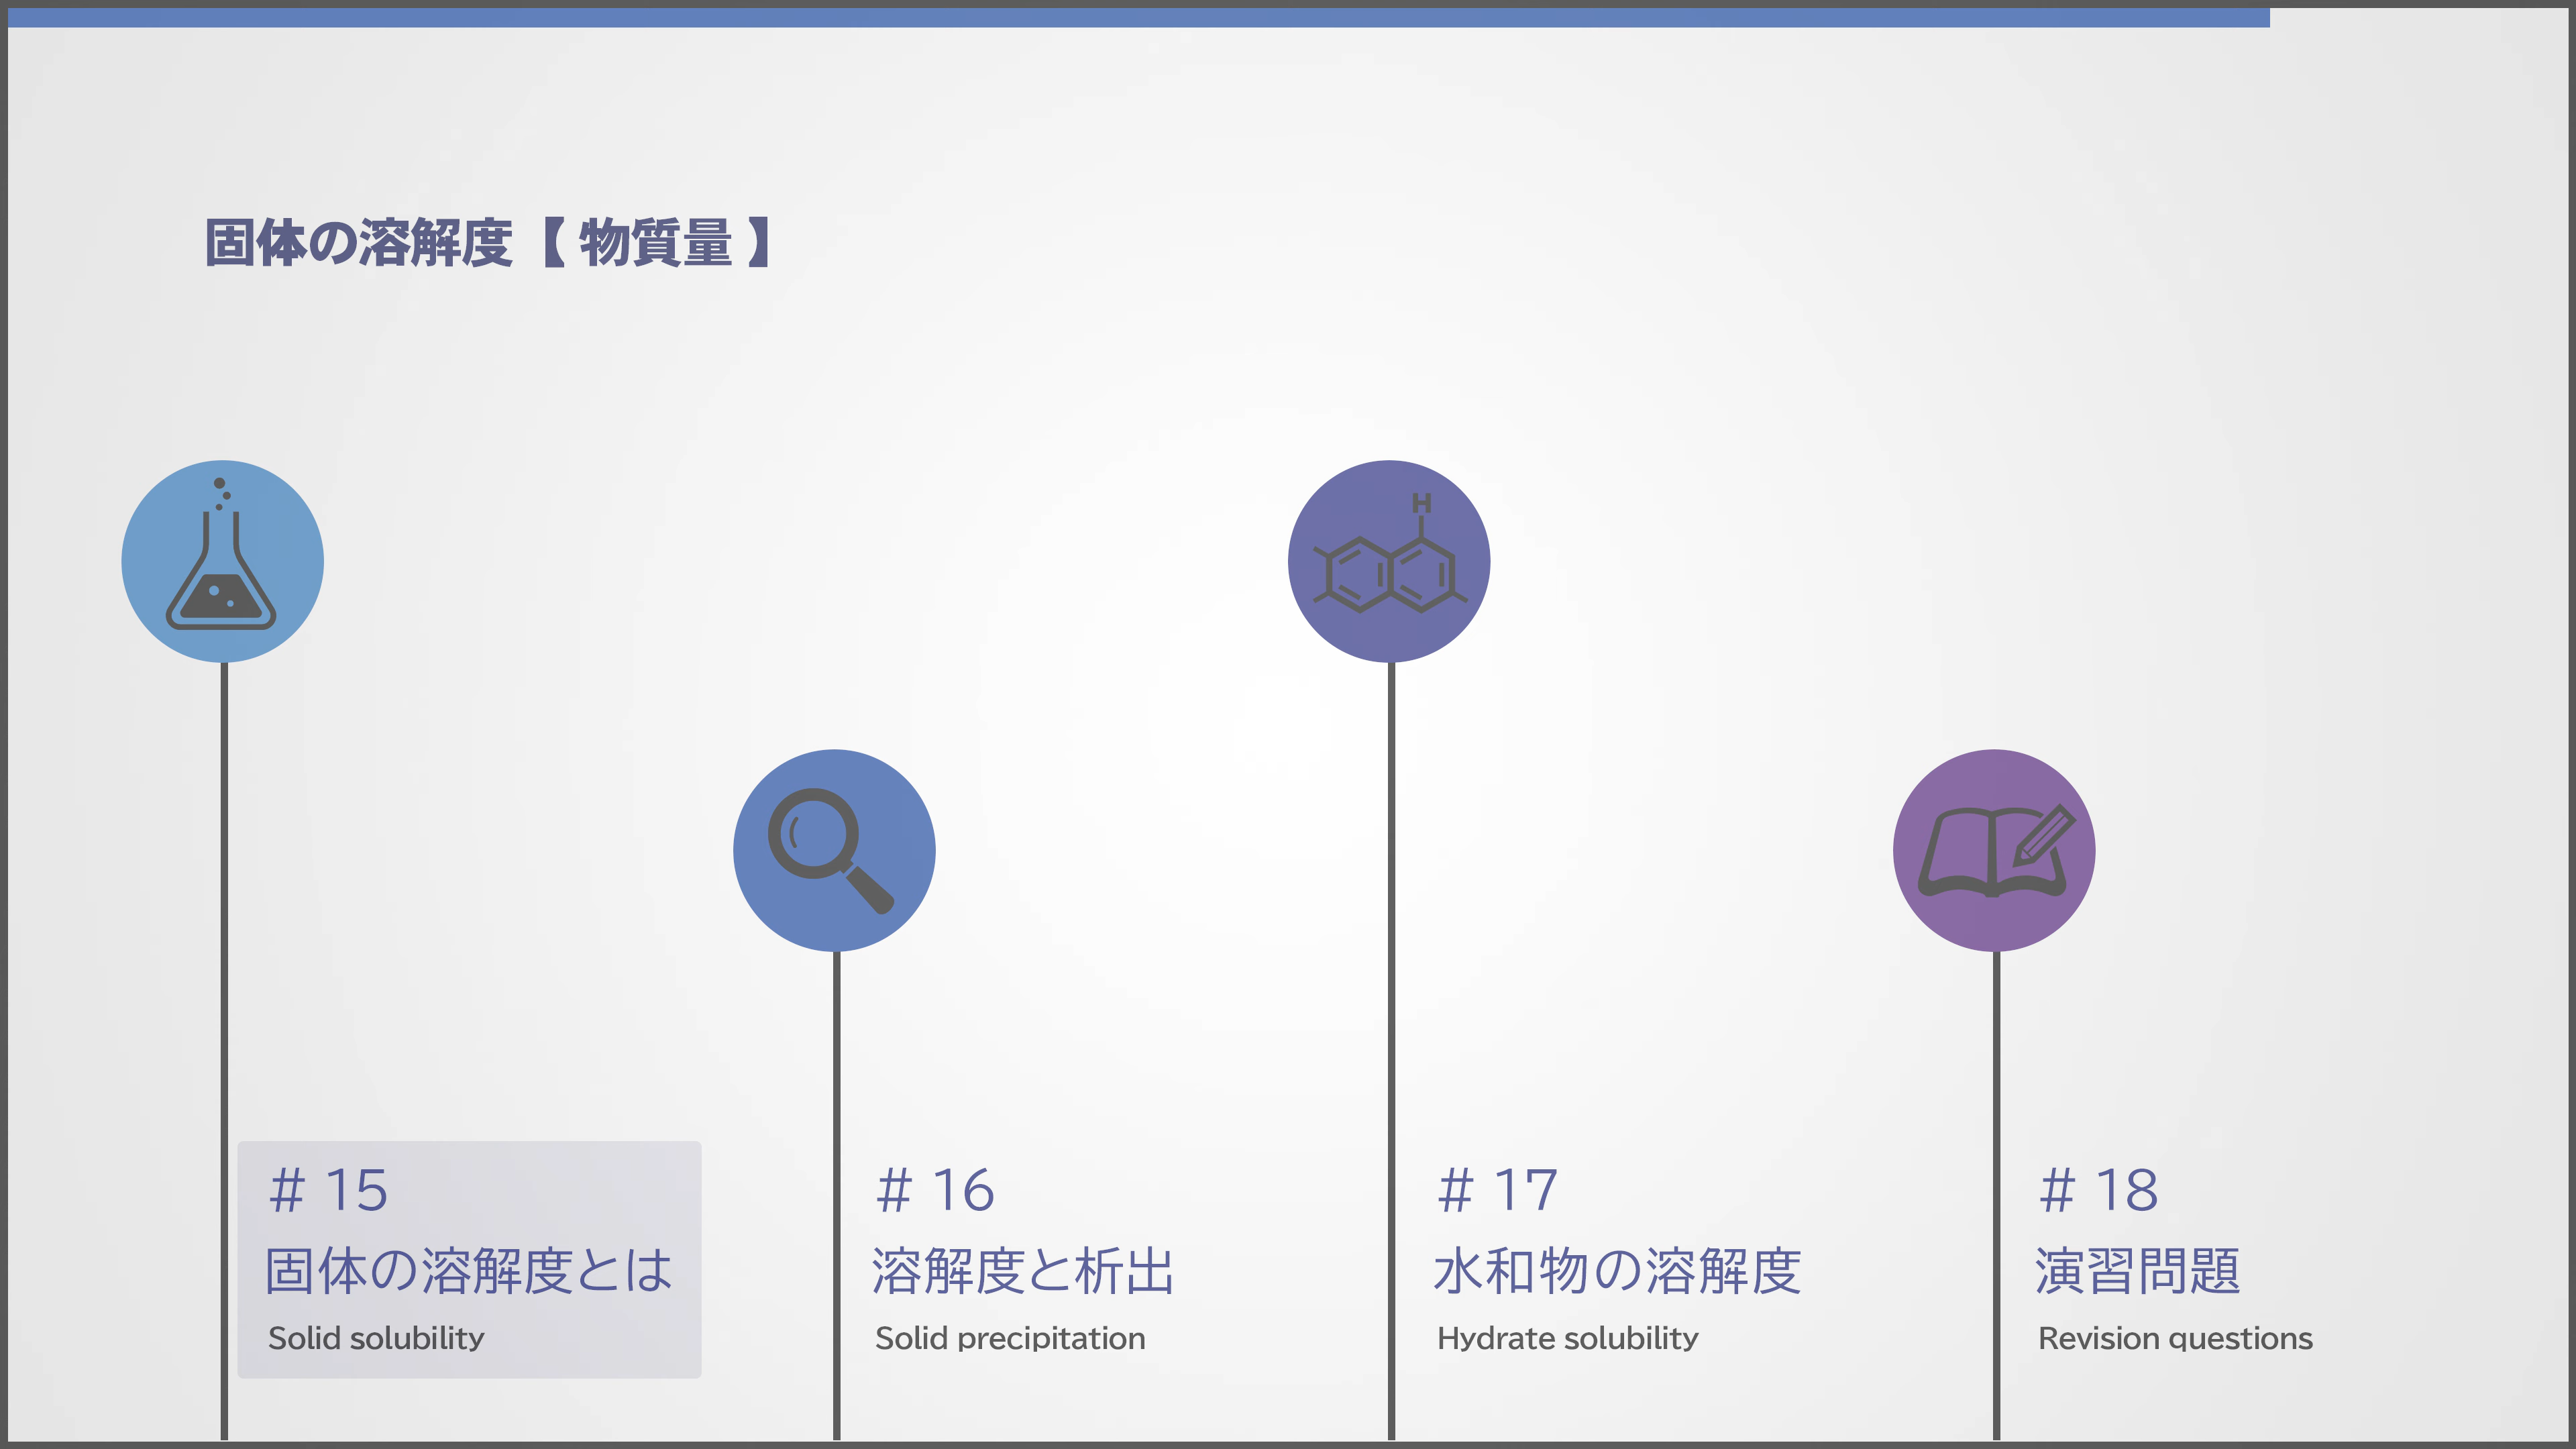 固体の溶解度【 物質量 】
H
# 15
固体の溶解度とは
Solid solubility
# 16
溶解度と析出
Solid precipitation
# 17
水和物の溶解度
Hydrate solubility
# 18
演習問題
Revision questions